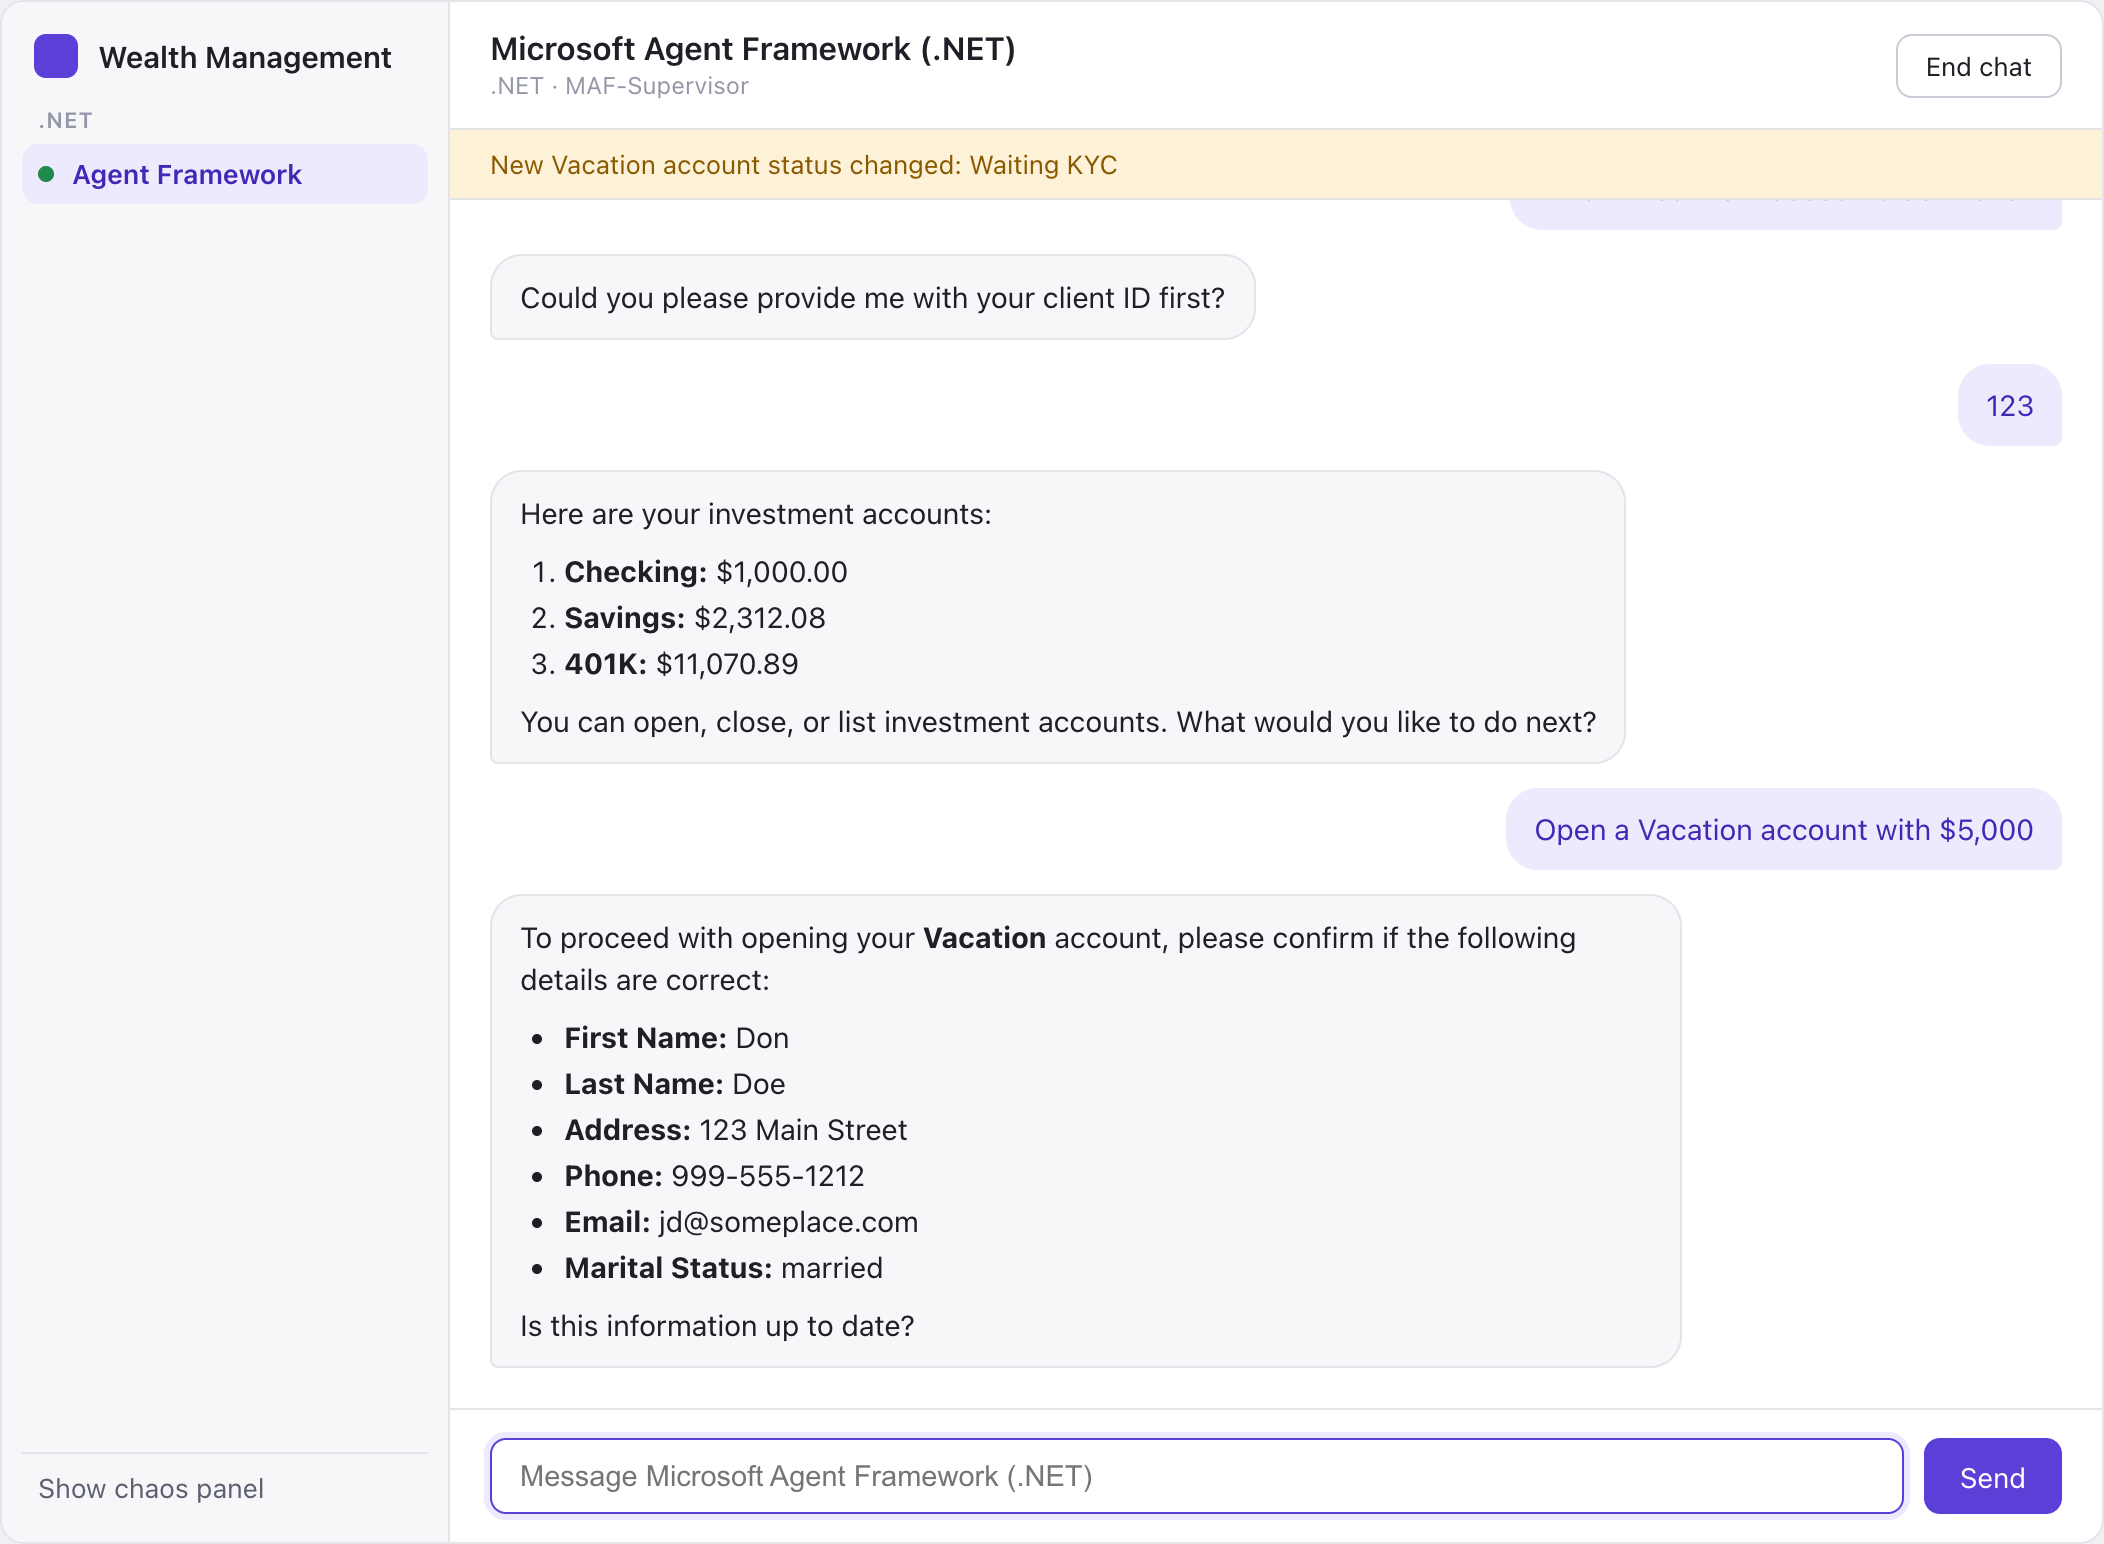 Wealth Management
.NET
Agent Framework
Show chaos panel
Microsoft Agent Framework (.NET)
.NET · MAF-Supervisor
End chat
New Vacation account status changed: Waiting KYC
Could you please provide me with your client ID first?
123
Here are your investment accounts:
1. Checking: $1,000.00
2. Savings: $2,312.08
3. 401K: $11,070.89
You can open, close, or list investment accounts. What would you like to do next?
Open a Vacation account with $5,000
To proceed with opening your Vacation account, please confirm if the following
details are correct:
• First Name: Don
• Last Name: Doe
• Address: 123 Main Street
• Phone: 999-555-1212
• Email: jd@someplace.com
• Marital Status: married
Is this information up to date?
Message Microsoft Agent Framework (.NET)
Send